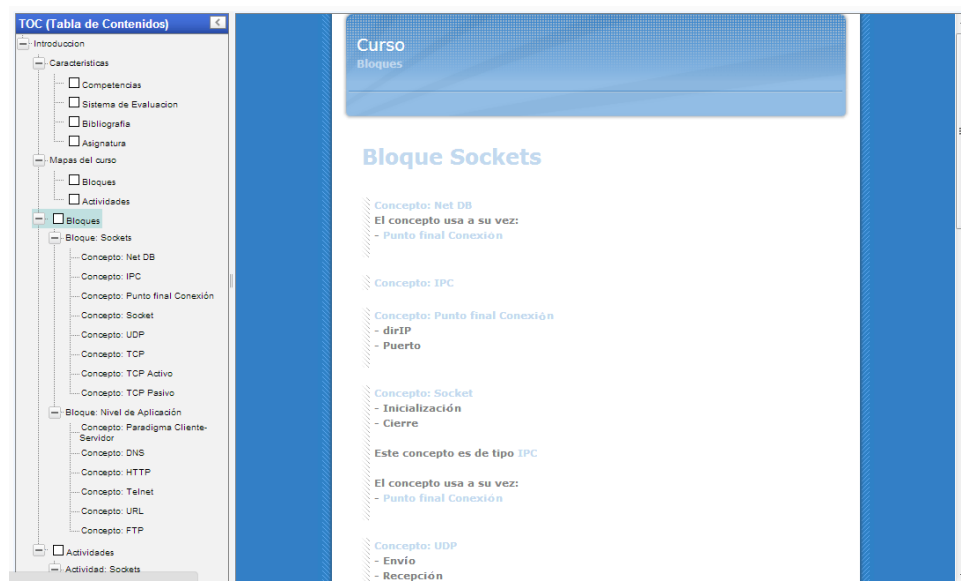 TOC (Tabla de Contenidos)
Introduccion
Caracteristicas
Competencias
Sistema de Evaluacion
Bibliografia
Asignatura
Mapas del curso
Bloques
Actividades
Bloques
Bloque: Sockets
Concepto: Net DB
Concepto: IPC
Concepto: Punto final Conexión
Concepto: Socket
Concepto: UDP
Concepto: TCP
Concepto: TCP Activo
Concepto: TCP Pasivo
Bloque: Nivel de Aplicación
Concepto: Paradigma Cliente-
Servidor
Concepto: DNS
Concepto: HTTP
Concepto: Telnet
Concepto: URL
Concepto: FTP
Actividades
Actividad: Sockets
Curso
Bloques
Bloque Sockets
Concepto: Net DB
El concepto usa a su vez:
- Punto final Conexión
Concepto: IPC
Concepto: Punto final Conexión
- dirIP
- Puerto
Concepto: Socket
- Inicialización
- Cierre
Este concepto es de tipo IPC
El concepto usa a su vez:
- Punto final Conexión
Concepto: UDP
- Envío
- Recepción